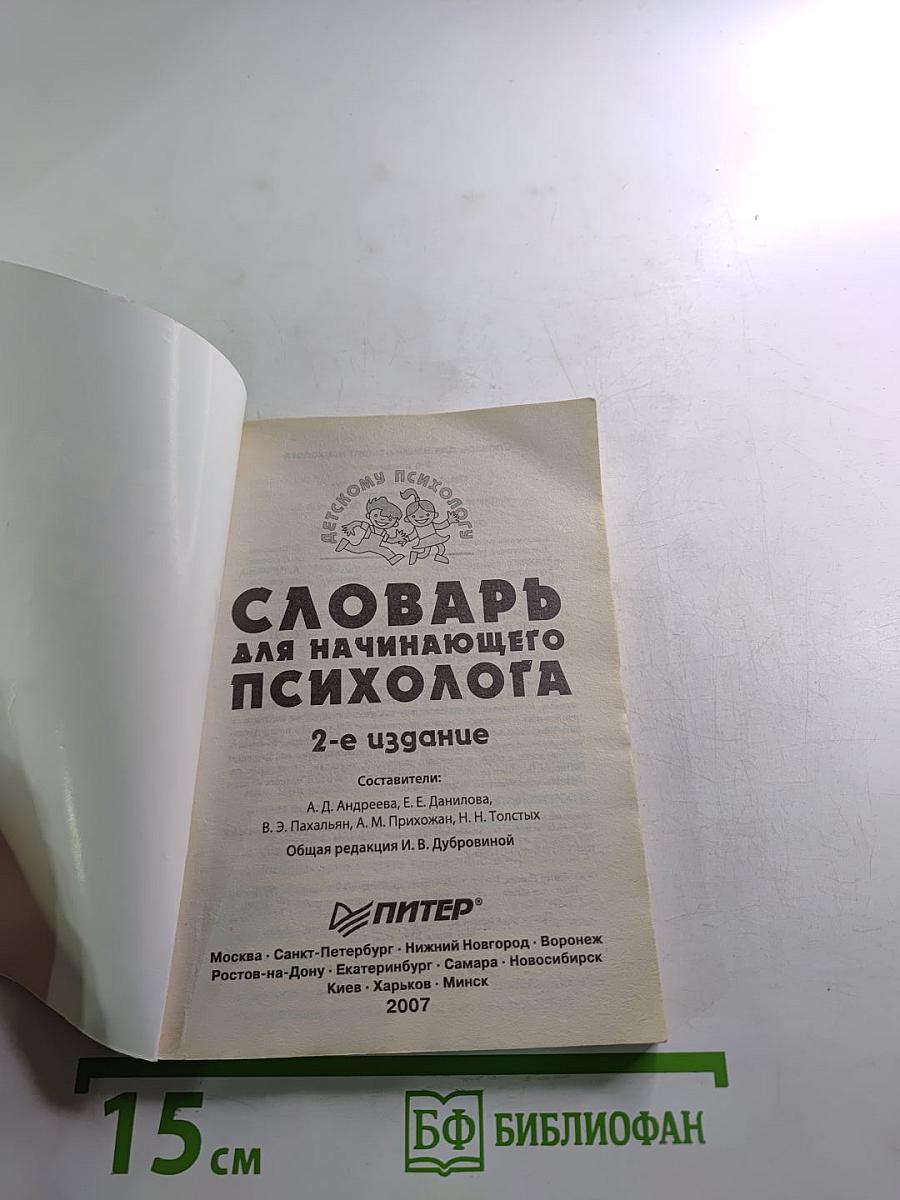 ДЕТСКОМУ ПСИХОЛОГУ
СЛОВАРЬ
ДЛЯ НАЧИНАЮЩЕГО
ПСИХОЛОГА
2-е издание
Составители:
А. Д. Андреева, Е. Е. Данилова,
В. Э. Пахальян, А. М. Прихожан, Н. Н. Толстых
Общая редакция И. В. Дубровиной
ПИТЕР®
Москва · Санкт-Петербург · Нижний Новгород · Воронеж
Ростов-на-Дону · Екатеринбург · Самара · Новосибирск
Киев · Харьков · Минск
2007
15 см
БФ БИБЛИОФАН